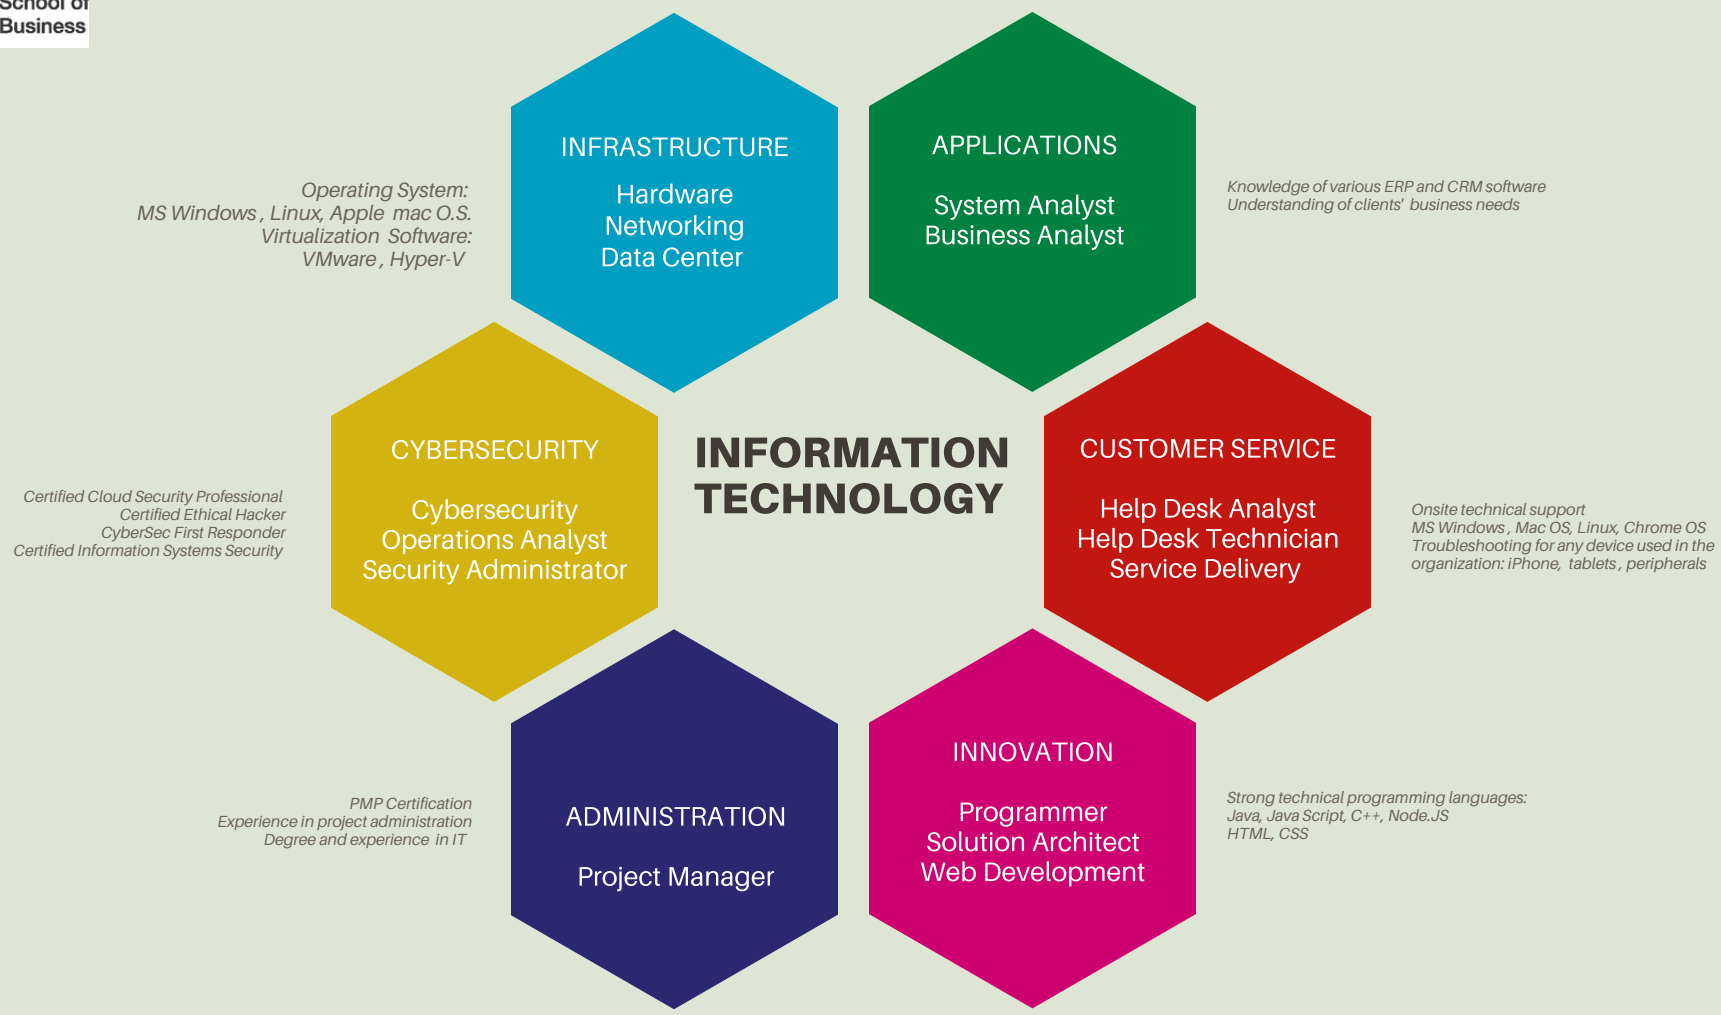 School of
Business
INFRASTRUCTURE
Hardware
Networking
Data Center
Operating System:
MS Windows, Linux, Apple mac O.S.
Virtualization Software:
VMware, Hyper-V
APPLICATIONS
System Analyst
Business Analyst
Knowledge of various ERP and CRM software
Understanding of clients' business needs
CYBERSECURITY
Cybersecurity
Operations Analyst
Security Administrator
Certified Cloud Security Professional
Certified Ethical Hacker
CyberSec First Responder
Certified Information Systems Security
INFORMATION
TECHNOLOGY
CUSTOMER SERVICE
Help Desk Analyst
Help Desk Technician
Service Delivery
Onsite technical support
MS Windows, Mac OS, Linux, Chrome OS
Troubleshooting for any device used in the
organization: iPhone, tablets, peripherals
ADMINISTRATION
Project Manager
PMP Certification
Experience in project administration
Degree and experience in IT
INNOVATION
Programmer
Solution Architect
Web Development
Strong technical programming languages:
Java, Java Script, C++, Node.JS
HTML, CSS